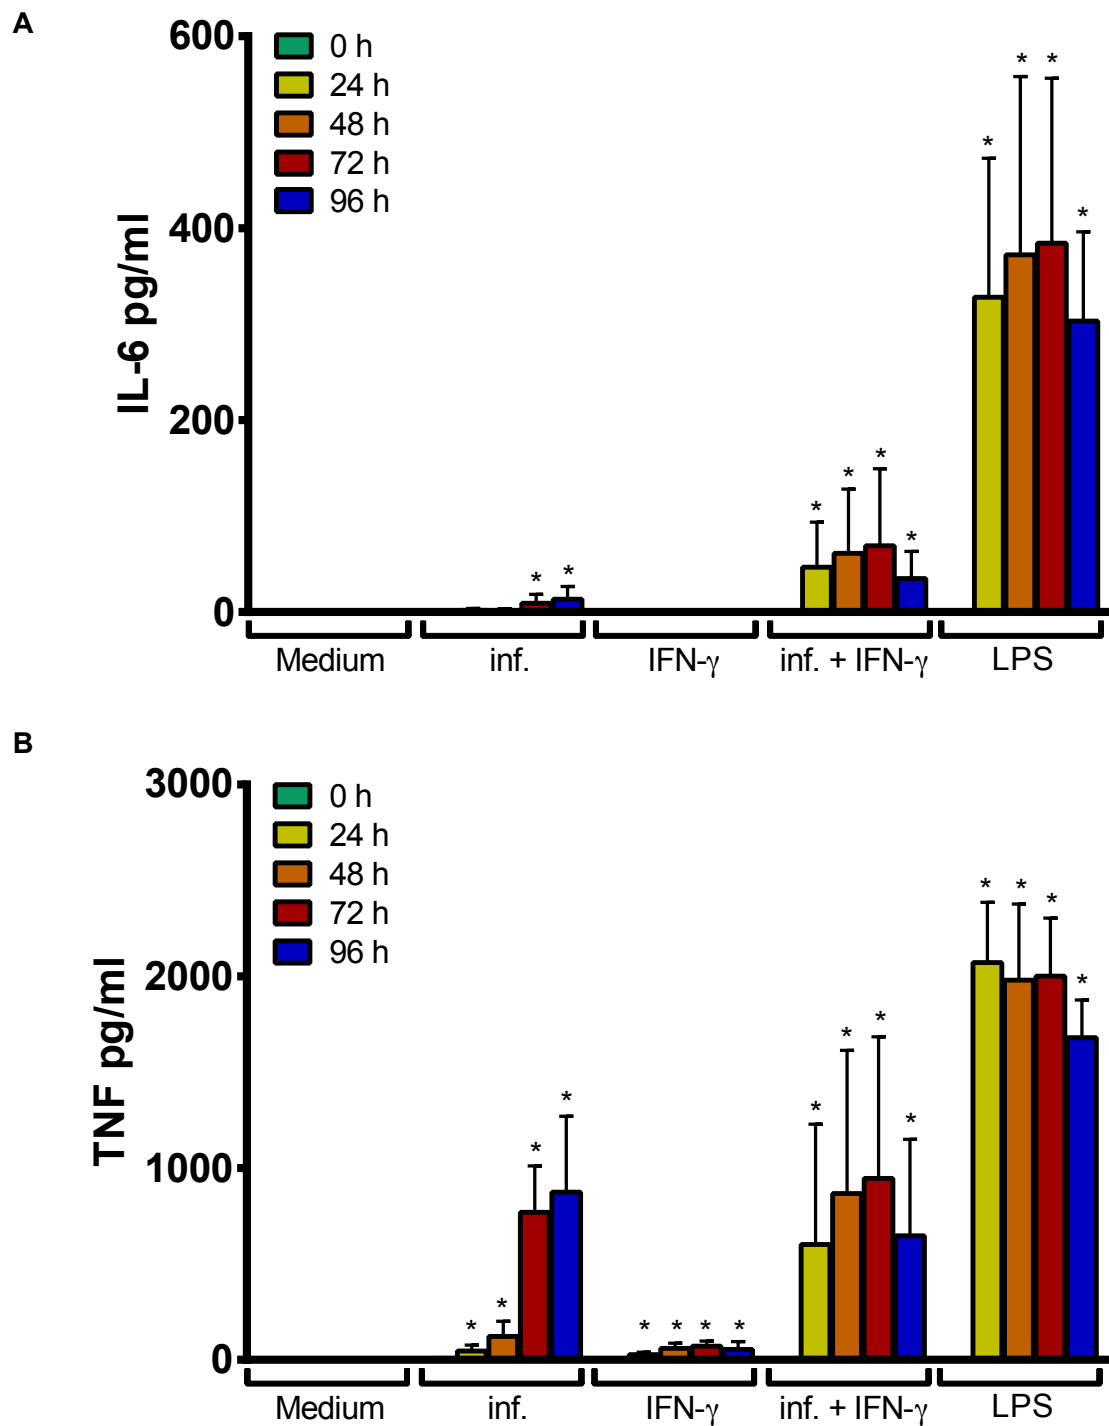 A
IL-6 pg/ml
600
400
200
0
0 h
24 h
48 h
72 h
96 h
* * * * * * * * * *
Medium inf. IFN-γ inf. + IFN-γ LPS
B
TNF pg/ml
3000
2000
1000
0
0 h
24 h
48 h
72 h
96 h
* * * * * * * * * * * * * * * *
Medium inf. IFN-γ inf. + IFN-γ LPS